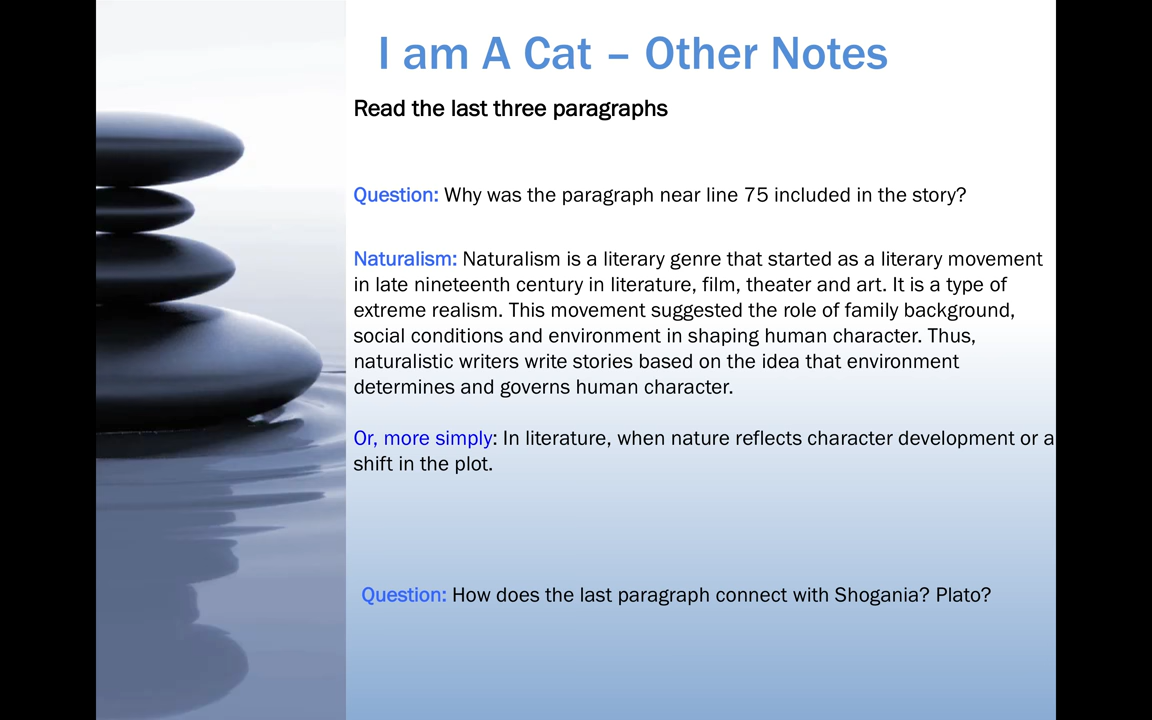 I am A Cat – Other Notes
Read the last three paragraphs
Question: Why was the paragraph near line 75 included in the story?
Naturalism: Naturalism is a literary genre that started as a literary movement
in late nineteenth century in literature, film, theater and art. It is a type of
extreme realism. This movement suggested the role of family background,
social conditions and environment in shaping human character. Thus,
naturalistic writers write stories based on the idea that environment
determines and governs human character.
Or, more simply: In literature, when nature reflects character development or a
shift in the plot.
Question: How does the last paragraph connect with Shogania? Plato?